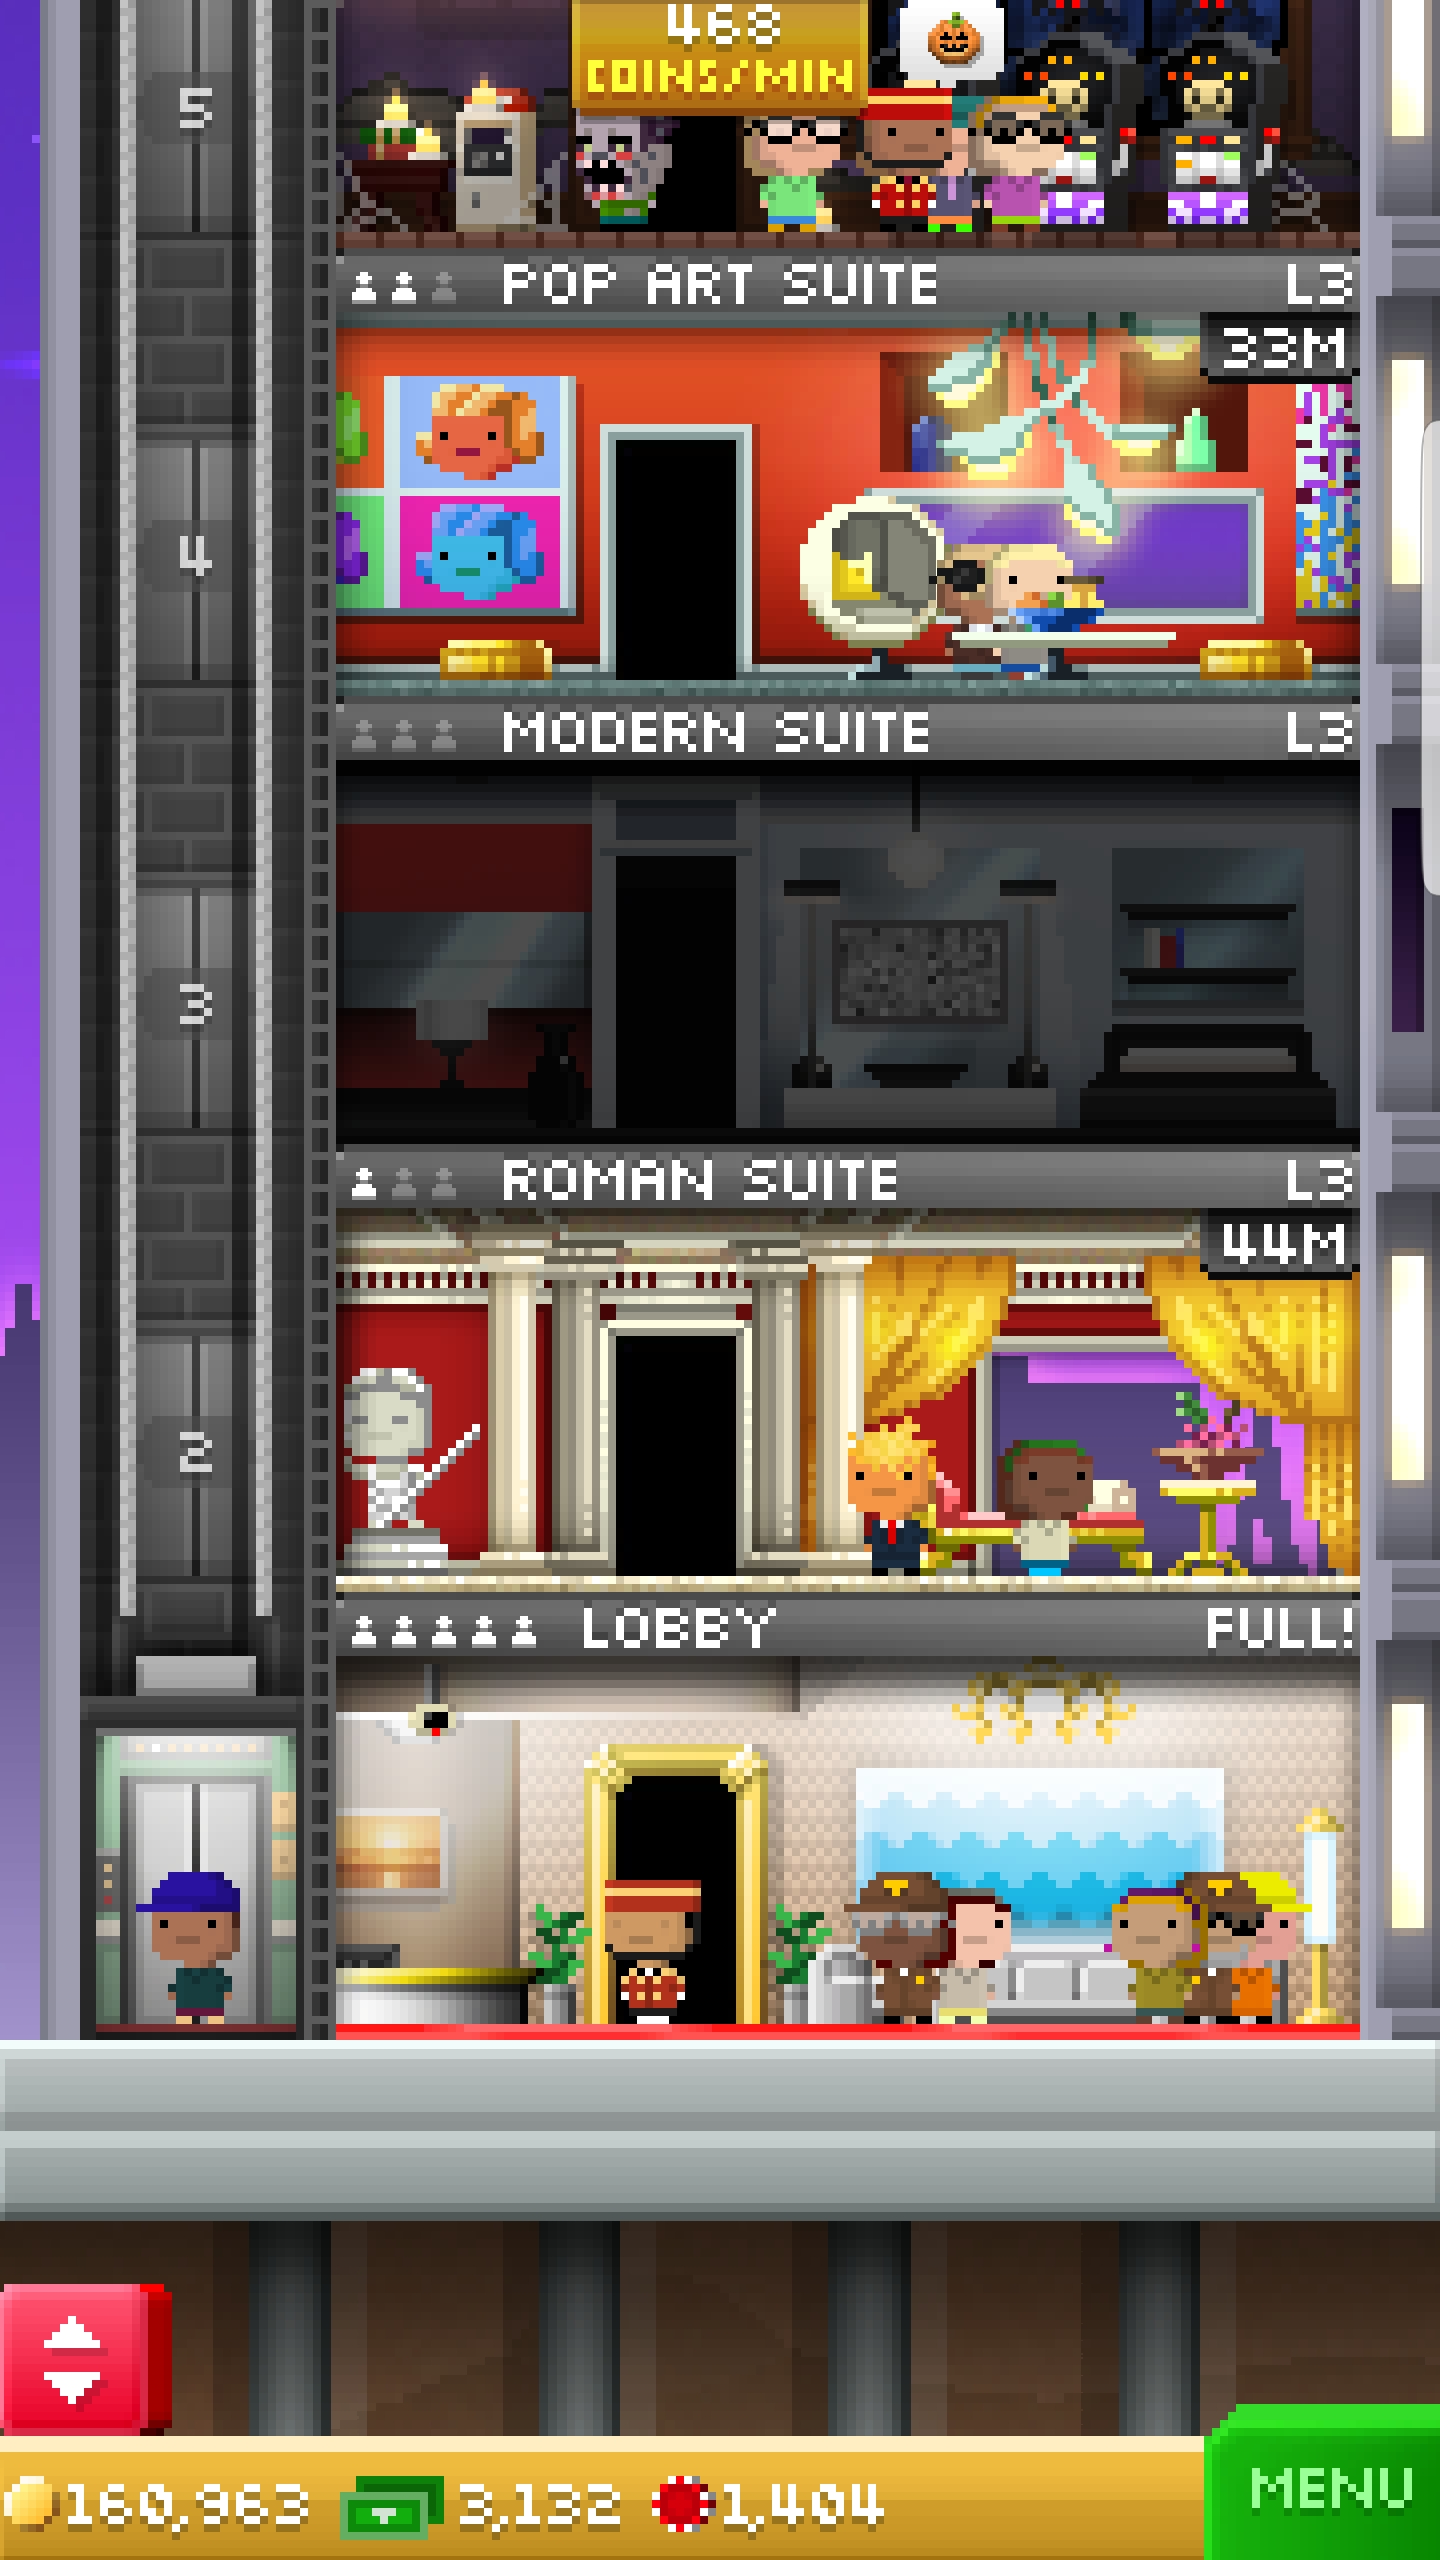 468
COINS/MIN
5
POP ART SUITE L3
33M
4
MODERN SUITE L3
3
ROMAN SUITE L3
44M
2
LOBBY FULL!
160,963 3,132 1,404
MENU